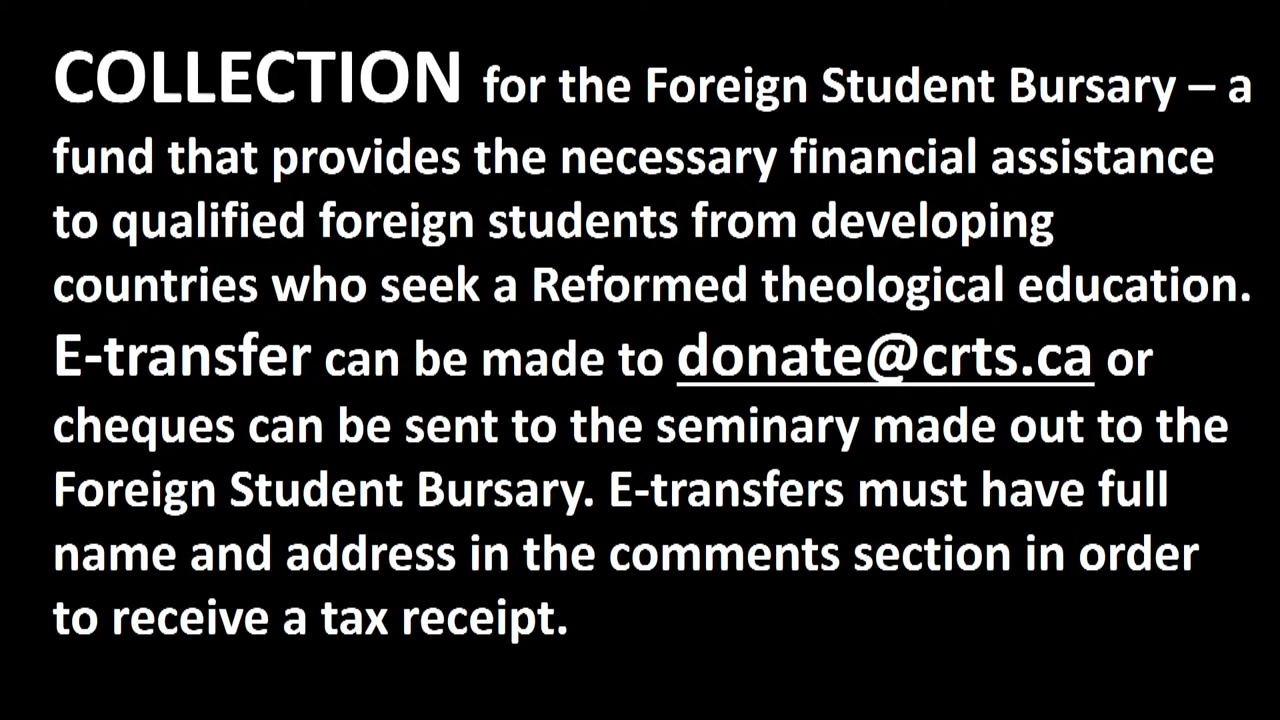 COLLECTION for the Foreign Student Bursary – a
fund that provides the necessary financial assistance
to qualified foreign students from developing
countries who seek a Reformed theological education.
E-transfer can be made to donate@crts.ca or
cheques can be sent to the seminary made out to the
Foreign Student Bursary. E-transfers must have full
name and address in the comments section in order
to receive a tax receipt.